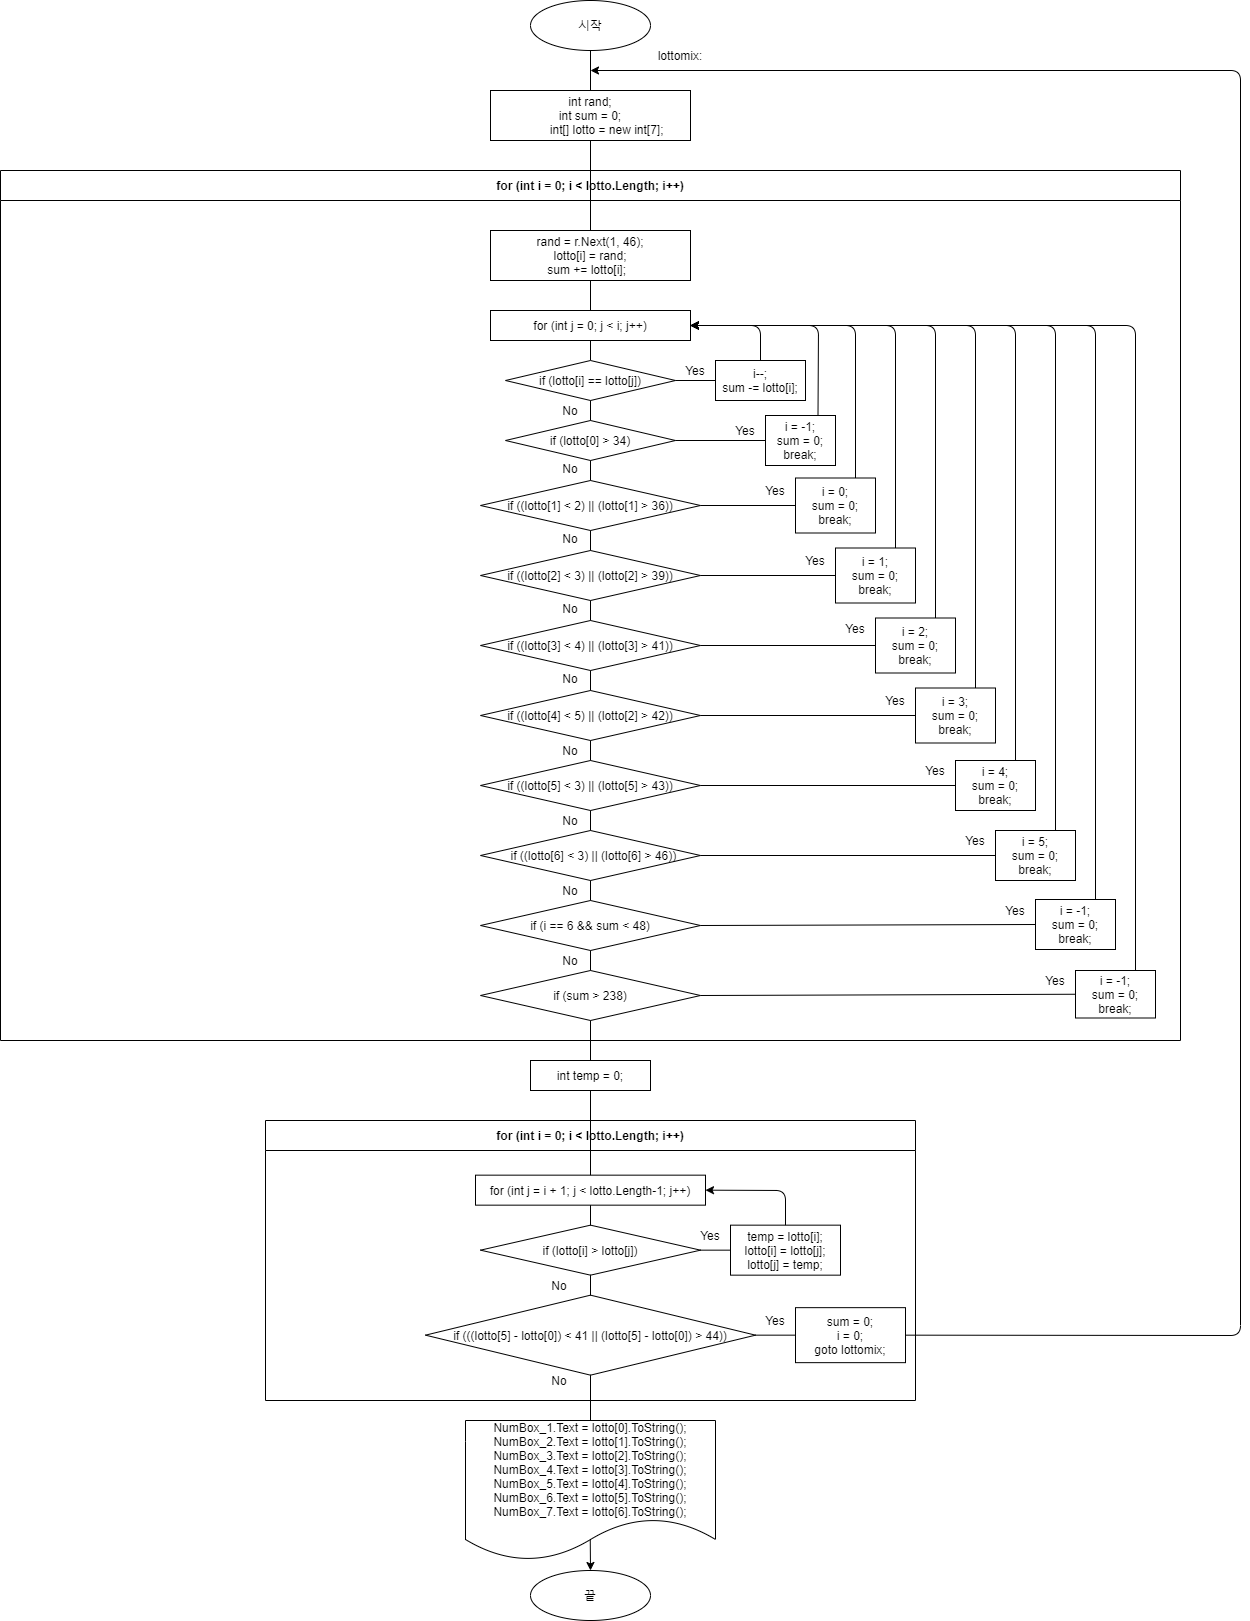 시작
lottomix:
int rand;
int sum = 0;
int[] lotto = new int[7];
for (int i = 0; i < lotto.Length; i++)
rand = r.Next(1, 46);
lotto[i] = rand;
sum += lotto[i];
for (int j = 0; j < i; j++)
if (lotto[i] == lotto[j])
Yes
i--;
sum -= lotto[i];
No
if (lotto[0] > 34)
Yes
i = -1;
sum = 0;
break;
No
if ((lotto[1] < 2) || (lotto[1] > 36))
Yes
i = 0;
sum = 0;
break;
No
if ((lotto[2] < 3) || (lotto[2] > 39))
Yes
i = 1;
sum = 0;
break;
No
if ((lotto[3] < 4) || (lotto[3] > 41))
Yes
i = 2;
sum = 0;
break;
No
if ((lotto[4] < 5) || (lotto[2] > 42))
Yes
i = 3;
sum = 0;
break;
No
if ((lotto[5] < 3) || (lotto[5] > 43))
Yes
i = 4;
sum = 0;
break;
No
if ((lotto[6] < 3) || (lotto[6] > 46))
Yes
i = 5;
sum = 0;
break;
No
if (i == 6 && sum < 48)
Yes
i = -1;
sum = 0;
break;
No
if (sum > 238)
Yes
i = -1;
sum = 0;
break;
int temp = 0;
for (int i = 0; i < lotto.Length; i++)
for (int j = i + 1; j < lotto.Length-1; j++)
if (lotto[i] > lotto[j])
Yes
temp = lotto[i];
lotto[i] = lotto[j];
lotto[j] = temp;
No
if (((lotto[5] - lotto[0]) < 41 || (lotto[5] - lotto[0]) > 44))
Yes
sum = 0;
i = 0;
goto lottomix;
No
NumBox_1.Text = lotto[0].ToString();
NumBox_2.Text = lotto[1].ToString();
NumBox_3.Text = lotto[2].ToString();
NumBox_4.Text = lotto[3].ToString();
NumBox_5.Text = lotto[4].ToString();
NumBox_6.Text = lotto[5].ToString();
NumBox_7.Text = lotto[6].ToString();
끝